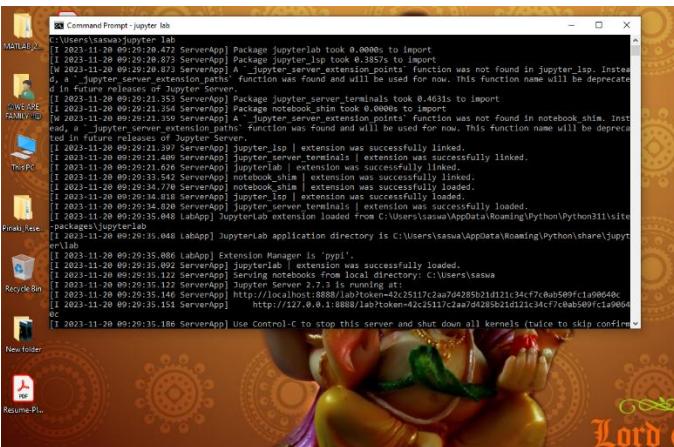 Command Prompt - jupyter lab
C:\Users\saswa>jupyter lab
[I 2023-11-20 09:29:20.472 ServerApp] Package jupyterlab took 0.0000s to import
[I 2023-11-20 09:29:20.873 ServerApp] Package jupyter_lsp took 0.3857s to import
[W 2023-11-20 09:29:20.873 ServerApp] A `_jupyter_server_extension_points` function was not found in jupyter_lsp. Instea
d, a `_jupyter_server_extension_paths` function was found and will be used for now. This function name will be deprecate
d in future releases of Jupyter Server.
[I 2023-11-20 09:29:21.353 ServerApp] Package jupyter_server_terminals took 0.4631s to import
[I 2023-11-20 09:29:21.354 ServerApp] Package notebook_shim took 0.0000s to import
[W 2023-11-20 09:29:21.359 ServerApp] A `_jupyter_server_extension_points` function was not found in notebook_shim. Inst
ead, a `_jupyter_server_extension_paths` function was found and will be used for now. This function name will be depreca
ted in future releases of Jupyter Server.
[I 2023-11-20 09:29:21.397 ServerApp] jupyter_lsp | extension was successfully linked.
[I 2023-11-20 09:29:21.409 ServerApp] jupyter_server_terminals | extension was successfully linked.
[I 2023-11-20 09:29:21.626 ServerApp] jupyterlab | extension was successfully linked.
[I 2023-11-20 09:29:33.542 ServerApp] notebook_shim | extension was successfully linked.
[I 2023-11-20 09:29:34.770 ServerApp] notebook_shim | extension was successfully loaded.
[I 2023-11-20 09:29:34.818 ServerApp] jupyter_lsp | extension was successfully loaded.
[I 2023-11-20 09:29:34.820 ServerApp] jupyter_server_terminals | extension was successfully loaded.
[I 2023-11-20 09:29:35.048 LabApp] JupyterLab extension loaded from C:\Users\saswa\AppData\Roaming\Python\Python311\site
-packages\jupyterlab
[I 2023-11-20 09:29:35.048 LabApp] JupyterLab application directory is C:\Users\saswa\AppData\Roaming\Python\share\jupyt
er\lab
[I 2023-11-20 09:29:35.086 LabApp] Extension Manager is 'pypi'.
[I 2023-11-20 09:29:35.092 ServerApp] jupyterlab | extension was successfully loaded.
[I 2023-11-20 09:29:35.122 ServerApp] Serving notebooks from local directory: C:\Users\saswa
[I 2023-11-20 09:29:35.122 ServerApp] Jupyter Server 2.7.3 is running at:
[I 2023-11-20 09:29:35.146 ServerApp] http://localhost:8888/lab?token=42c25117c2aa7d4285b21d121c34cf7c0ab509fc1a90640c
[I 2023-11-20 09:29:35.151 ServerApp]     http://127.0.0.1:8888/lab?token=42c25117c2aa7d4285b21d121c34cf7c0ab509fc1a9064
0c
[I 2023-11-20 09:29:35.186 ServerApp] Use Control-C to stop this server and shut down all kernels (twice to skip confirm
MATLAB
WE ARE
FAMILY
This PC
Pinaki_Rese...
Recycle Bin
New folder
PDF
Resume-Pi...
Lord